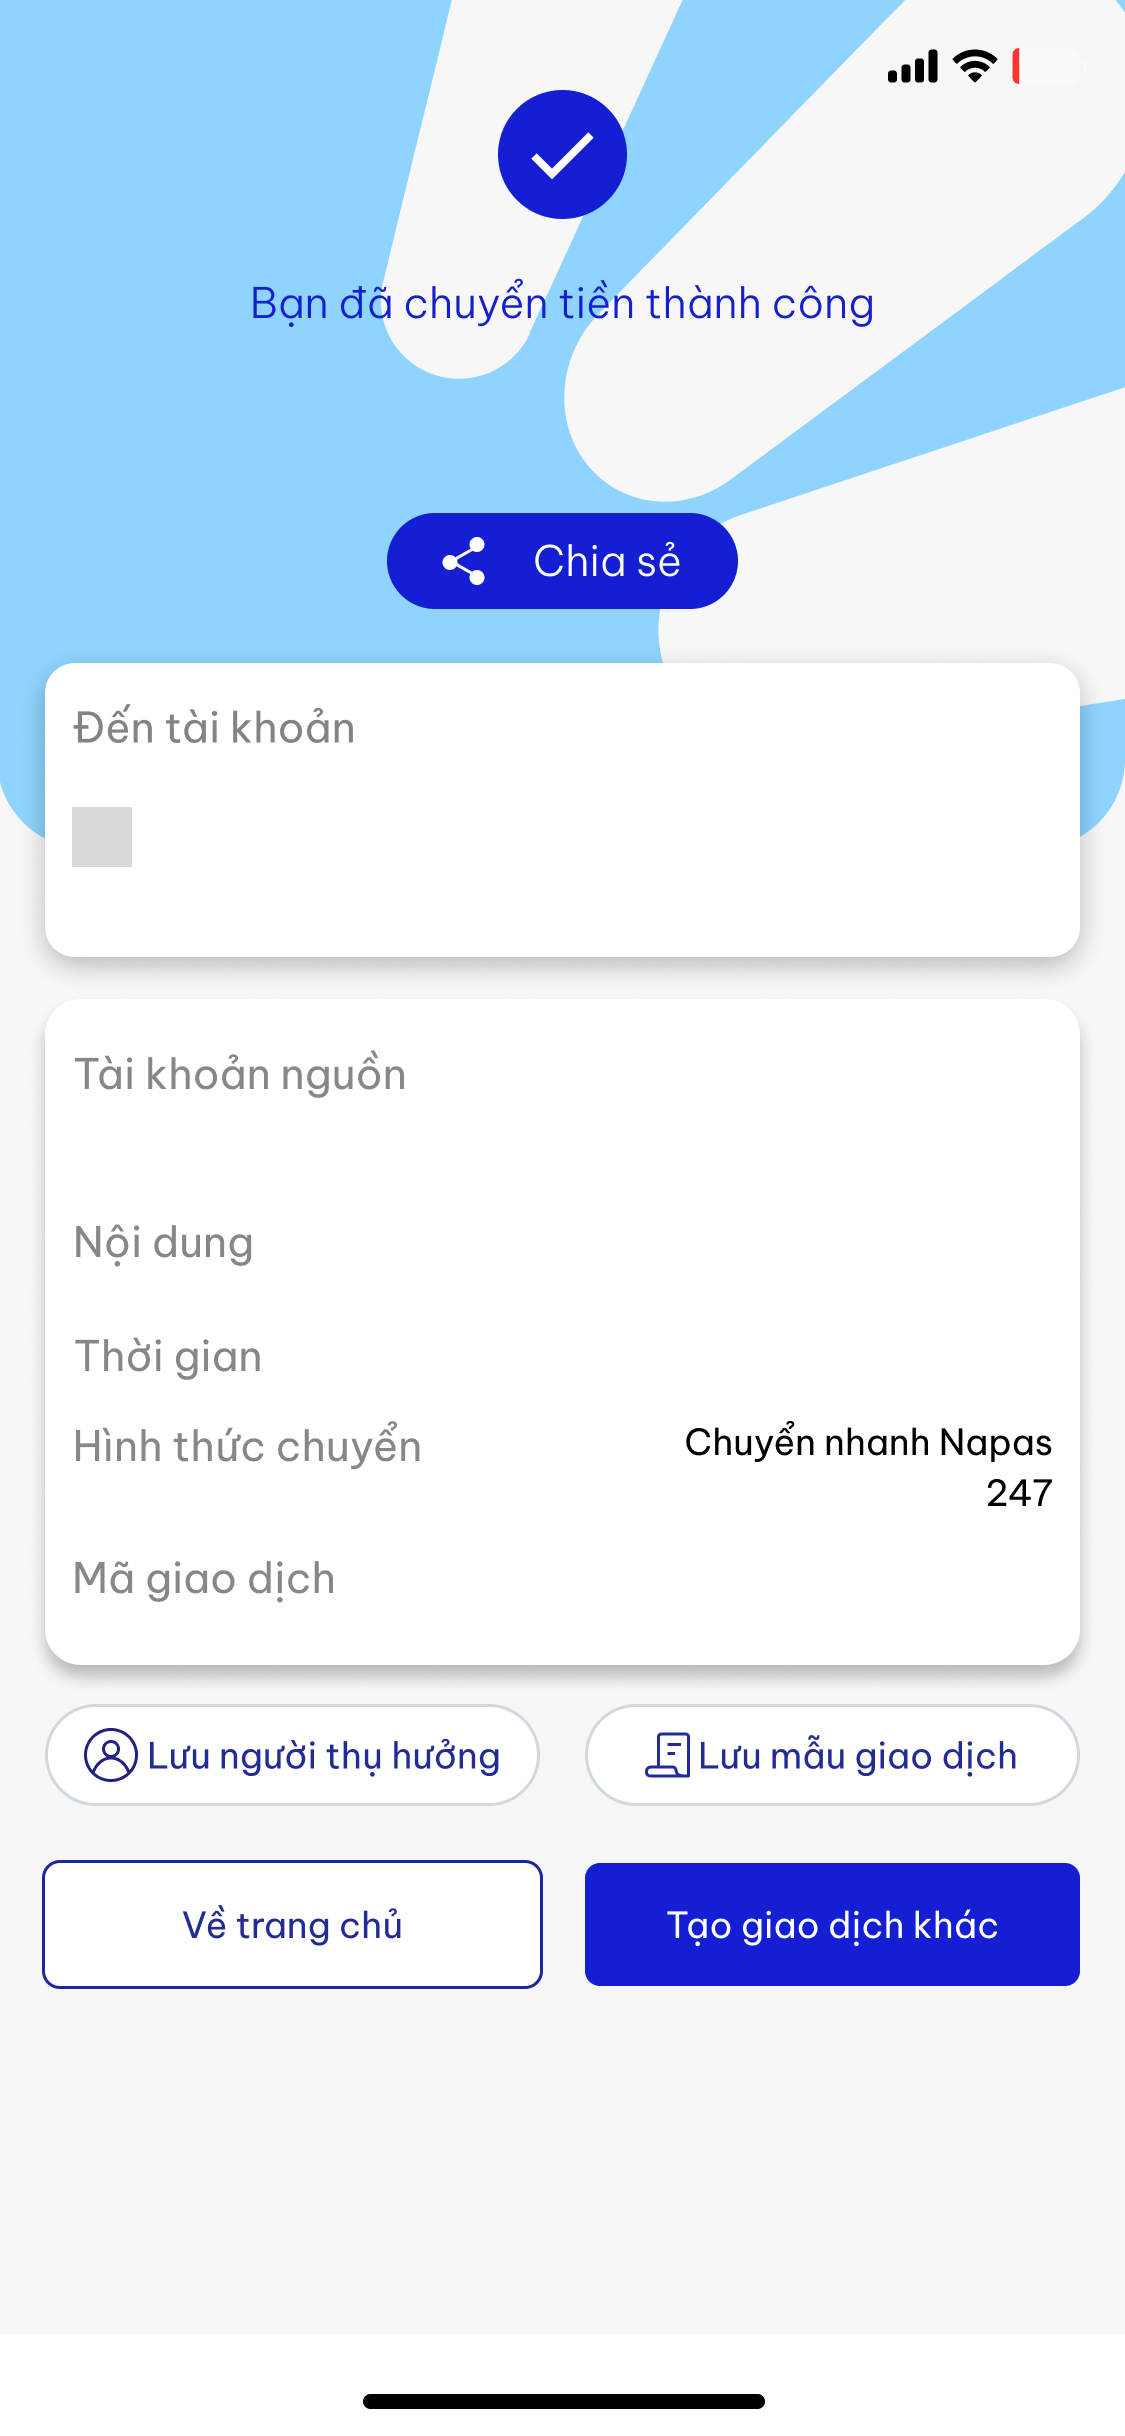 Bạn đã chuyển tiền thành công
Chia sẻ
Đến tài khoản
Tài khoản nguồn
Nội dung
Thời gian
Hình thức chuyển
Chuyển nhanh Napas
247
Mã giao dịch
Lưu người thụ hưởng
Lưu mẫu giao dịch
Về trang chủ
Tạo giao dịch khác